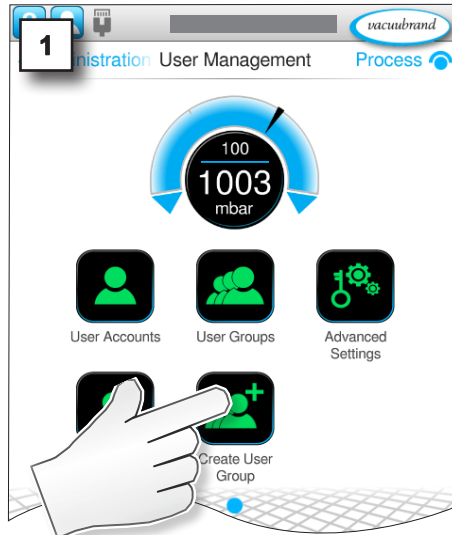 1
vacuubrand
nistration User Management Process
100
1003
mbar
User Accounts User Groups Advanced
Settings
Create User
Group